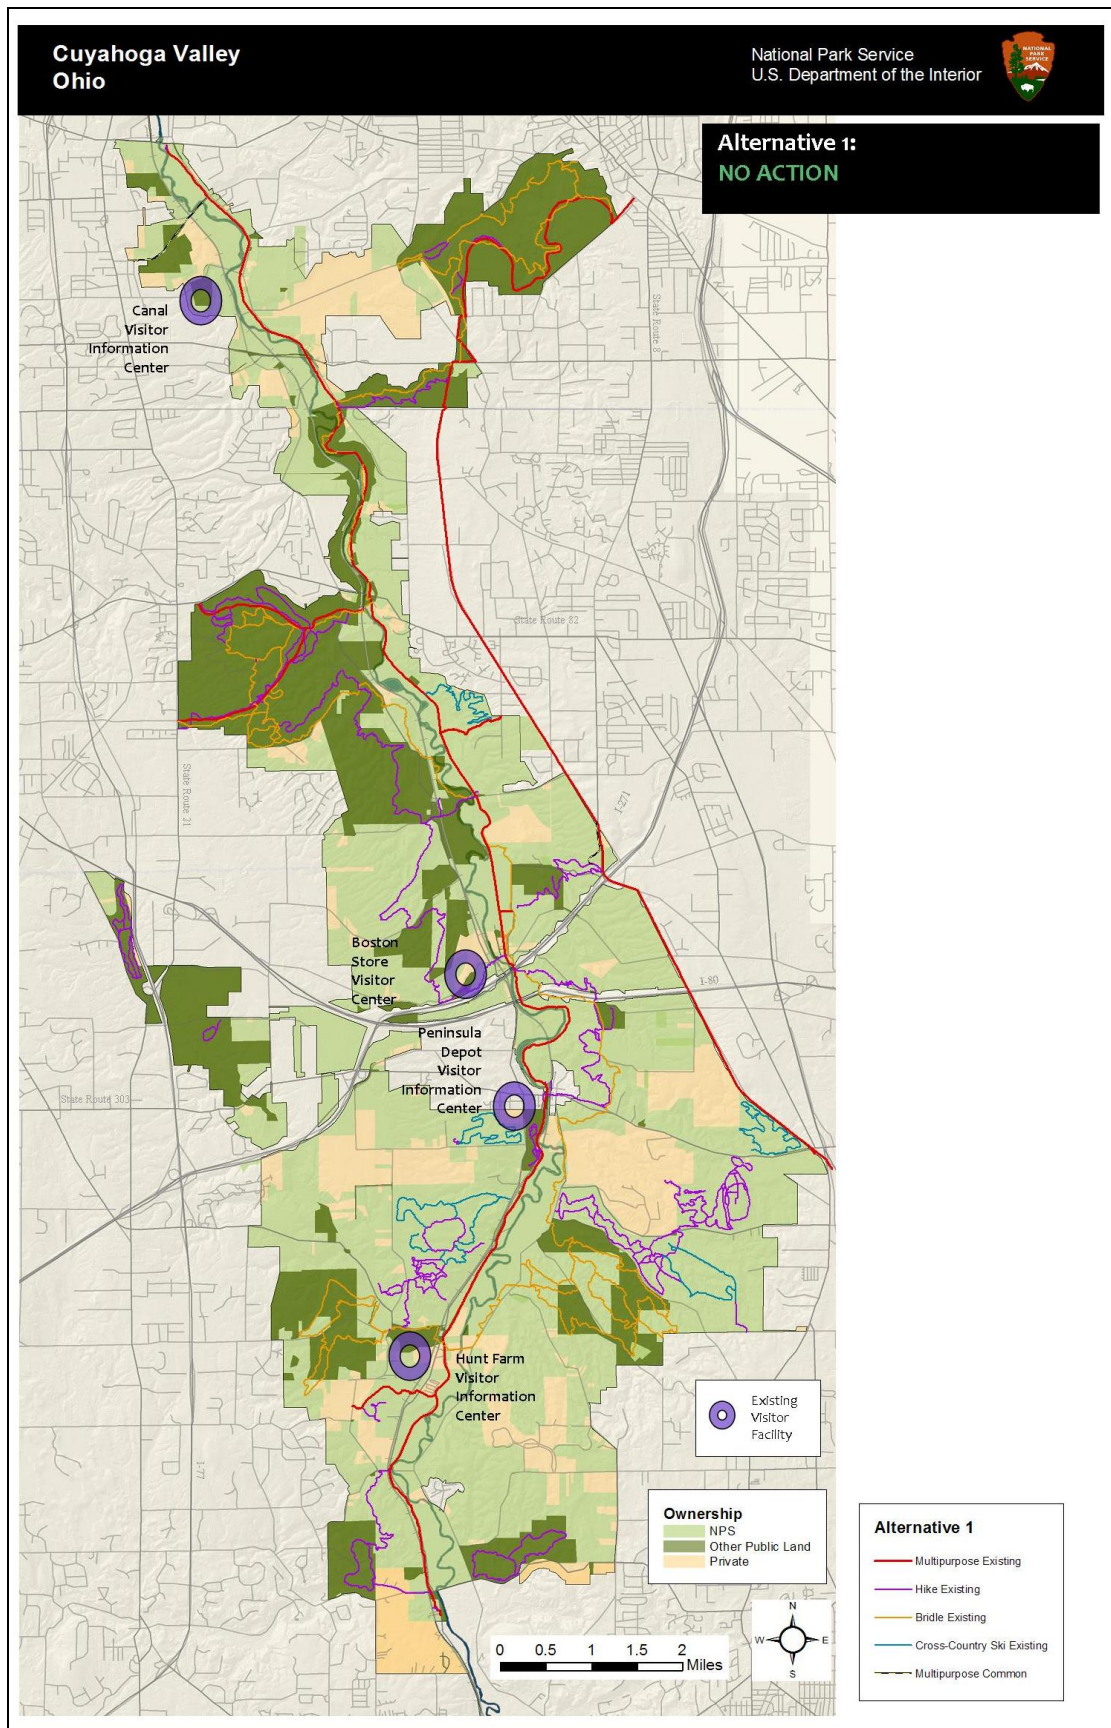 Cuyahoga Valley
Ohio
National Park Service
U.S. Department of the Interior
NATIONAL
PARK
SERVICE
Alternative 1:
NO ACTION
Canal
Visitor
Information
Center
State Route 8
State Route 82
State Route 21
I-271
Boston
Store
Visitor
Center
I-80
Peninsula
Depot
Visitor
Information
Center
State Route 303
Hunt Farm
Visitor
Information
Center
I-77
Existing
Visitor
Facility
Ownership
NPS
Other Public Land
Private
Alternative 1
Multipurpose Existing
Hike Existing
Bridle Existing
Cross-Country Ski Existing
Multipurpose Common
N
W E
S
0 0.5 1 2
Miles